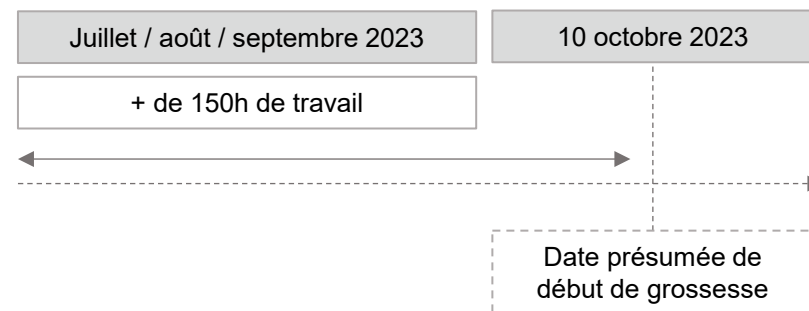 Juillet / août / septembre 2023
10 octobre 2023
+ de 150h de travail
Date présumée de
début de grossesse